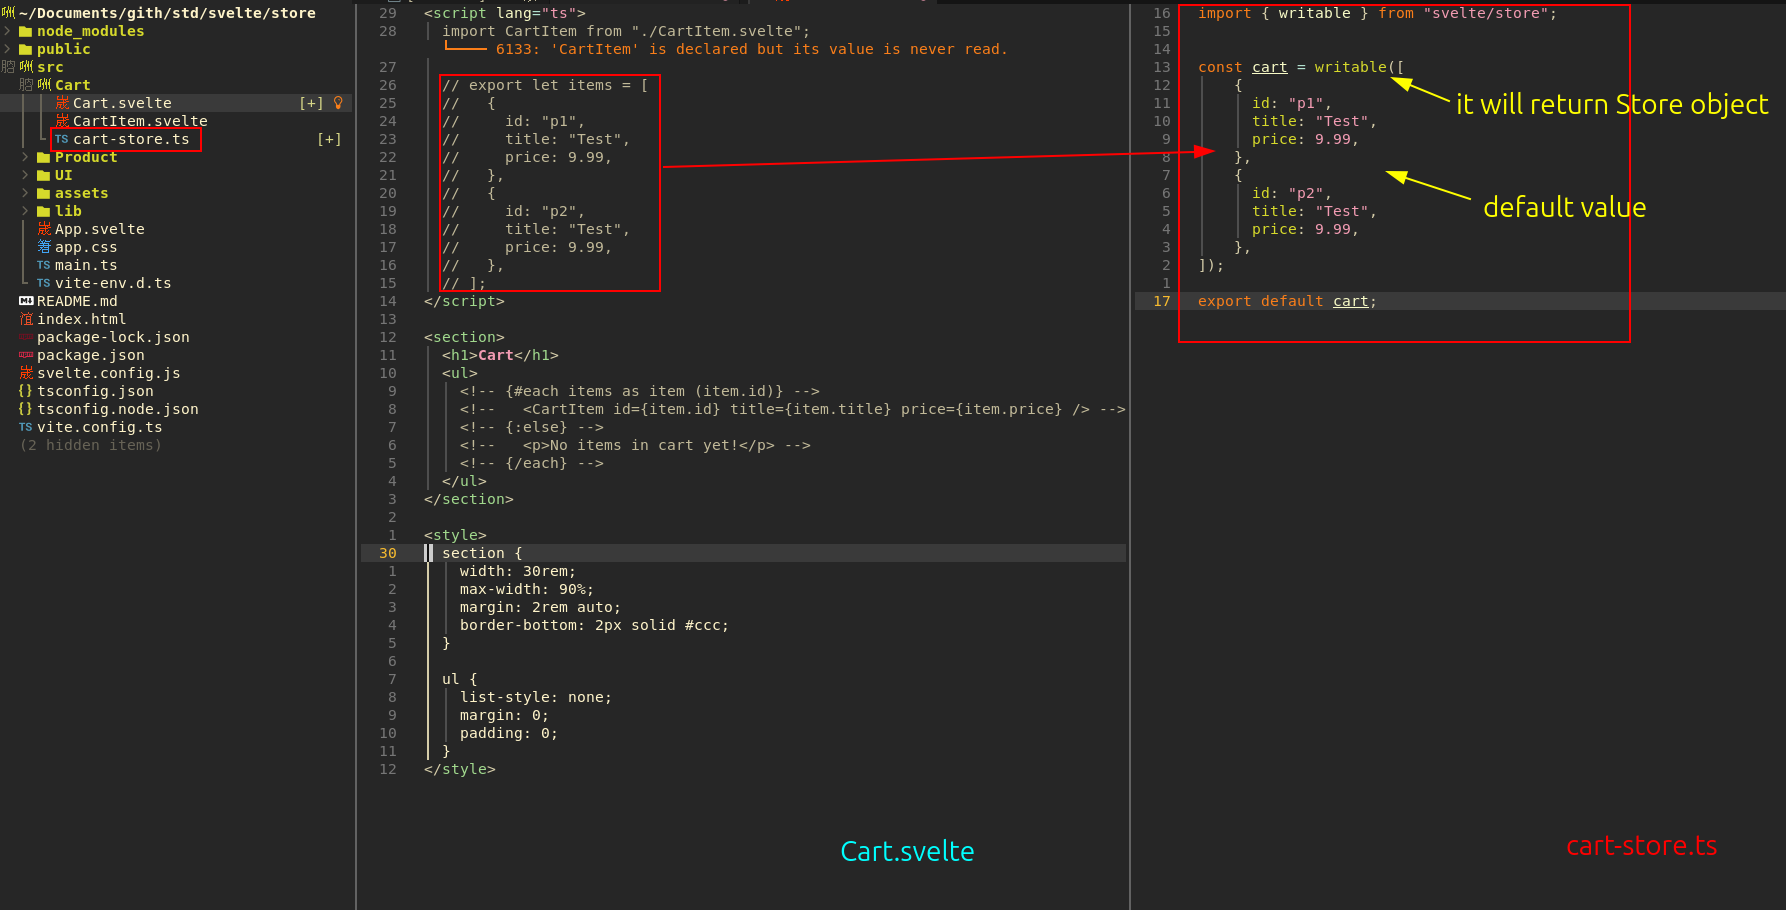 ~/Documents/gith/std/svelte/store
node_modules
public
src
Cart
Cart.svelte [+]
CartItem.svelte
TS cart-store.ts [+]
Product
UI
assets
lib
App.svelte
app.css
TS main.ts
TS vite-env.d.ts
README.md
index.html
package-lock.json
package.json
svelte.config.js
{} tsconfig.json
{} tsconfig.node.json
TS vite.config.ts
(2 hidden items)
29 <script lang="ts">
28 import CartItem from "./CartItem.svelte";
6133: 'CartItem' is declared but its value is never read.
27
26 // export let items = [
25 //   {
24 //     id: "p1",
23 //     title: "Test",
22 //     price: 9.99,
21 //   },
20 //   {
19 //     id: "p2",
18 //     title: "Test",
17 //     price: 9.99,
16 //   },
15 // ];
14 </script>
13
12 <section>
11 <h1>Cart</h1>
10 <ul>
9 <!-- {#each items as item (item.id)} -->
8 <!--   <CartItem id={item.id} title={item.title} price={item.price} /> -->
7 <!-- {:else} -->
6 <!--   <p>No items in cart yet!</p> -->
5 <!-- {/each} -->
4 </ul>
3 </section>
2
1 <style>
30 section {
1 width: 30rem;
2 max-width: 90%;
3 margin: 2rem auto;
4 border-bottom: 2px solid #ccc;
5 }
6
7 ul {
8 list-style: none;
9 margin: 0;
10 padding: 0;
11 }
12 </style>
Cart.svelte
16 import { writable } from "svelte/store";
15
14
13 const cart = writable([
12 {
11 id: "p1",
10 title: "Test",
9 price: 9.99,
8 },
7 {
6 id: "p2",
5 title: "Test",
4 price: 9.99,
3 },
2 ]);
1
17 export default cart;
it will return Store object
default value
cart-store.ts